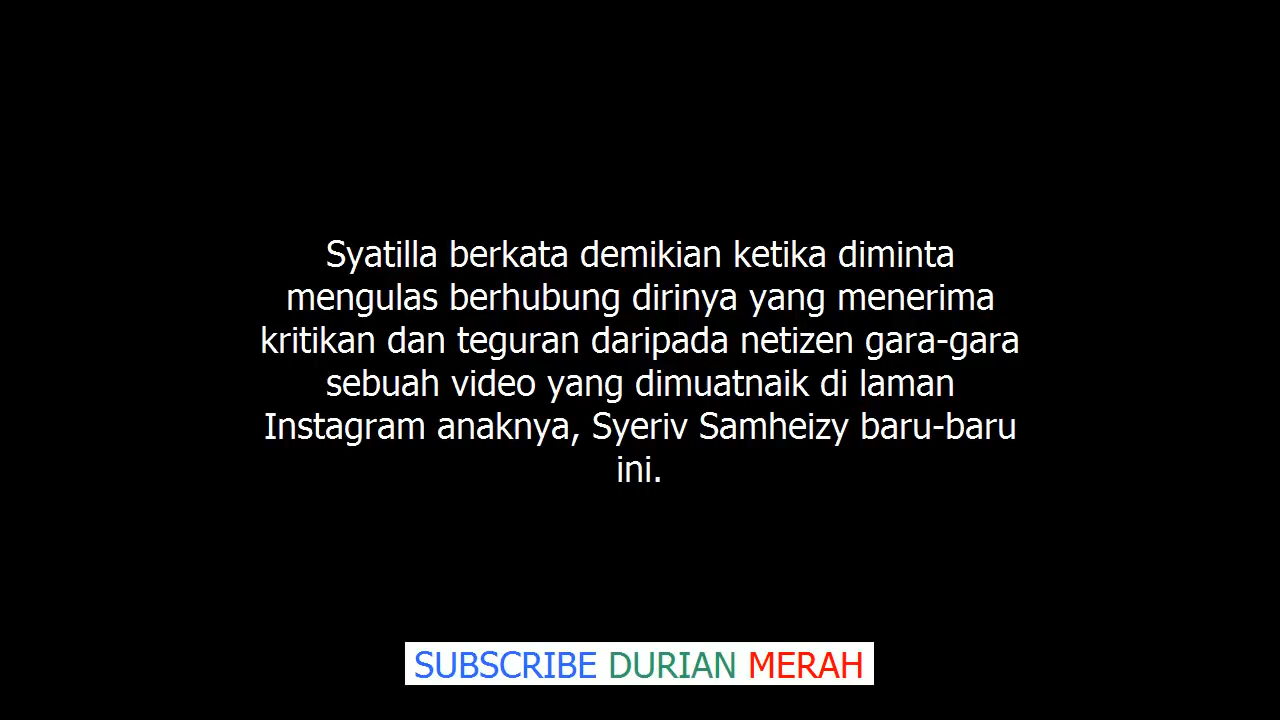 Syatilla berkata demikian ketika diminta
mengulas berhubung dirinya yang menerima
kritikan dan teguran daripada netizen gara-gara
sebuah video yang dimuatnaik di laman
Instagram anaknya, Syeriv Samheizy baru-baru
ini.
SUBSCRIBE DURIAN MERAH